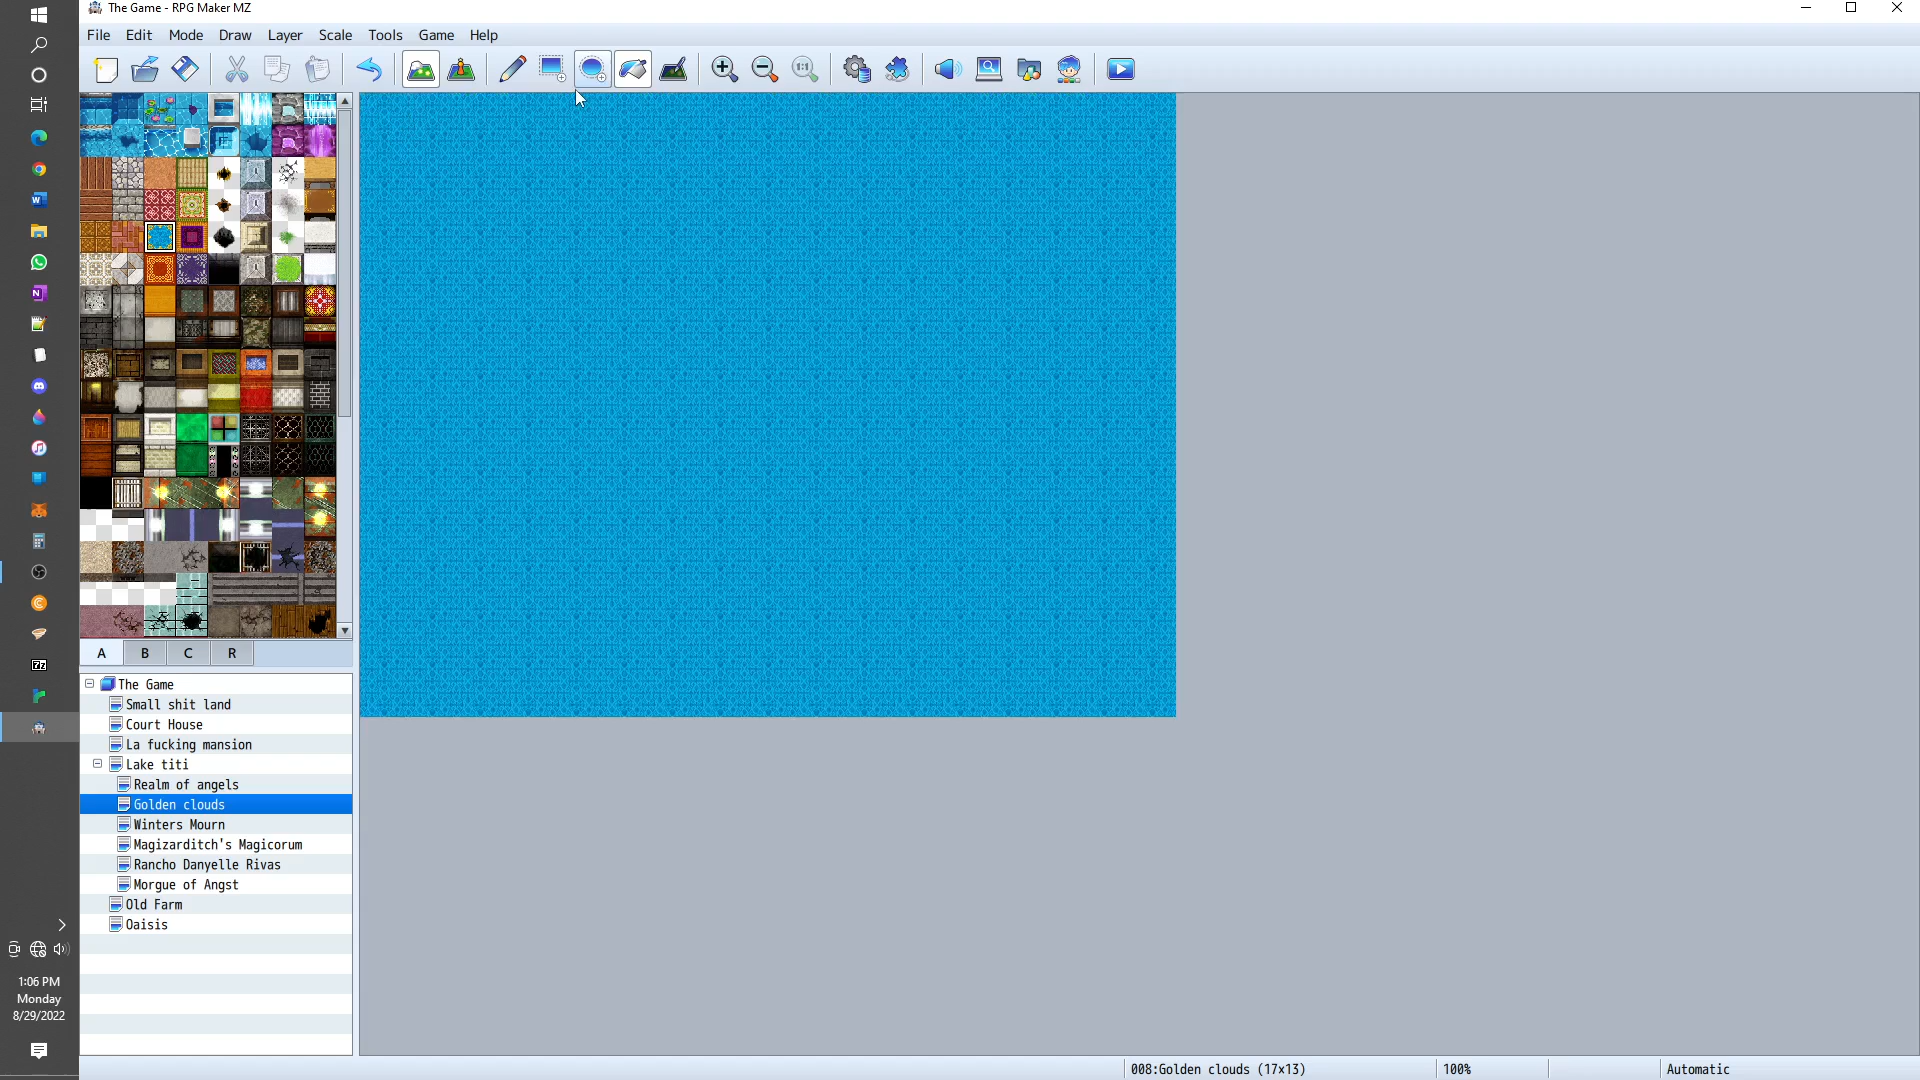 The Game - RPG Maker MZ
File Edit Mode Draw Layer Scale Tools Game Help
1:1
A B C R
The Game
Small shit land
Court House
La fucking mansion
Lake titi
Realm of angels
Golden clouds
Winters Mourn
Magizarditch's Magicorum
Rancho Danyelle Rivas
Morgue of Angst
Old Farm
Oaisis
1:06 PM
Monday
8/29/2022
008:Golden clouds (17x13) 100% Automatic